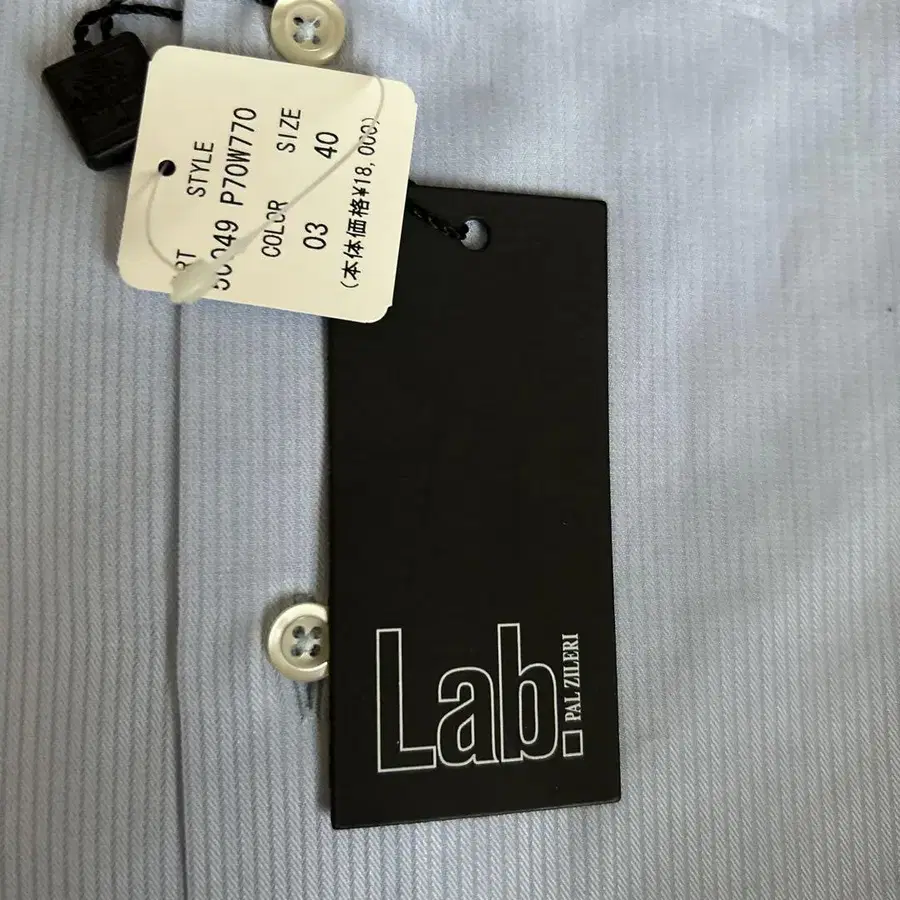 STYLE
P70W770
COLOR SIZE
03 40
(本体価格¥18,000)
Lab.
PAL ZILERI